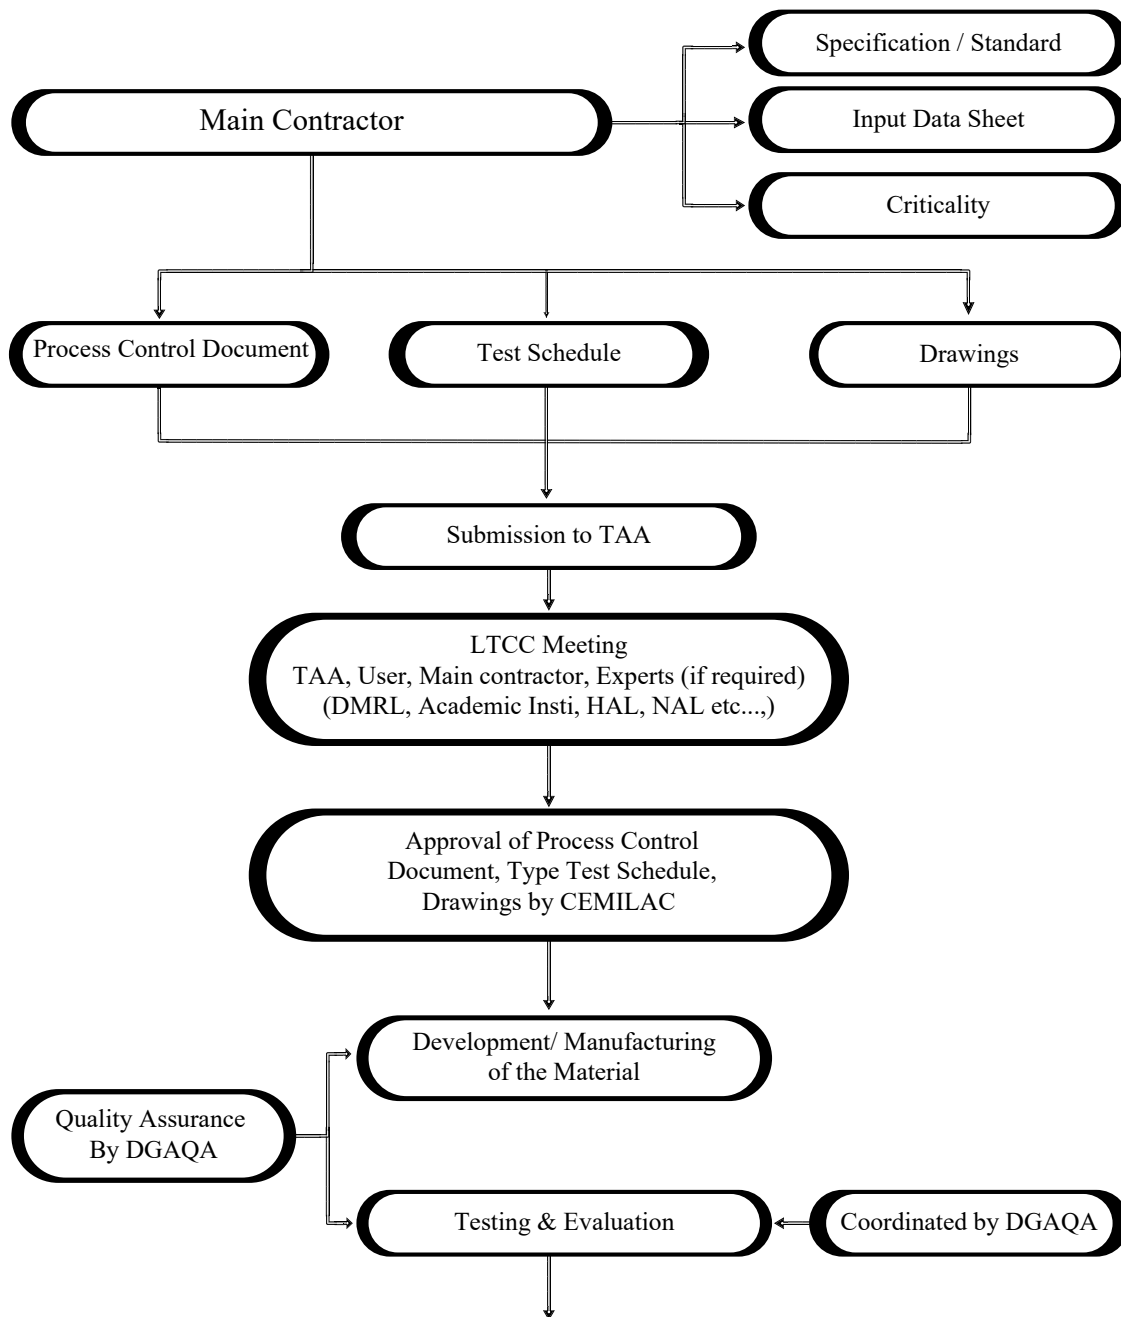 Specification / Standard
Main Contractor
Input Data Sheet
Criticality
Process Control Document
Test Schedule
Drawings
Submission to TAA
LTCC Meeting
TAA, User, Main contractor, Experts (if required)
(DMRL, Academic Insti, HAL, NAL etc...,)
Approval of Process Control
Document, Type Test Schedule,
Drawings by CEMILAC
Development/ Manufacturing
of the Material
Quality Assurance
By DGAQA
Testing & Evaluation
Coordinated by DGAQA